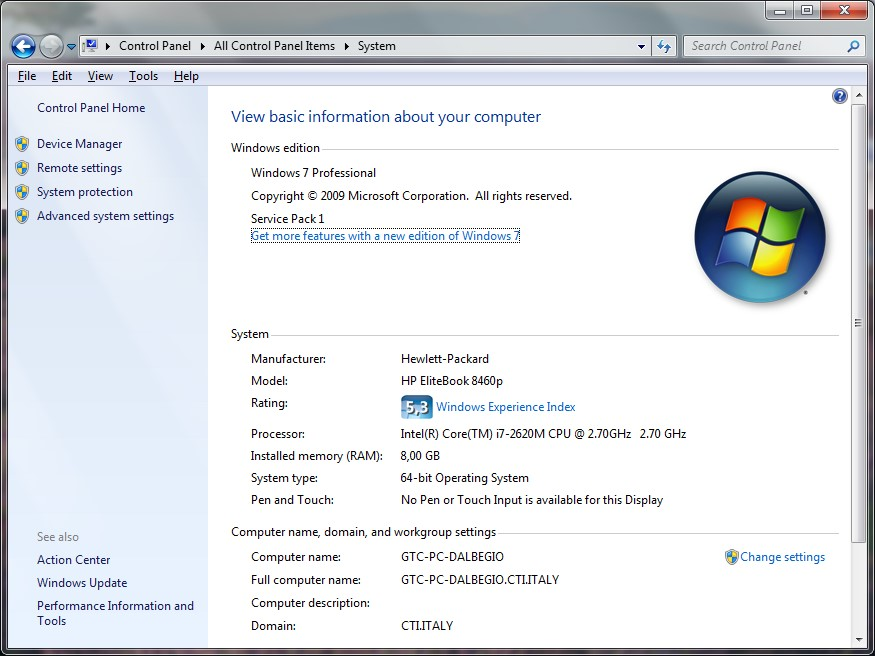 Control Panel All Control Panel Items System Search Control Panel
File Edit View Tools Help
Control Panel Home
Device Manager
Remote settings
System protection
Advanced system settings
See also
Action Center
Windows Update
Performance Information and
Tools
View basic information about your computer
Windows edition
Windows 7 Professional
Copyright © 2009 Microsoft Corporation. All rights reserved.
Service Pack 1
Get more features with a new edition of Windows 7
System
Manufacturer: Hewlett-Packard
Model: HP EliteBook 8460p
Rating: 5,3 Windows Experience Index
Processor: Intel(R) Core(TM) i7-2620M CPU @ 2.70GHz 2.70 GHz
Installed memory (RAM): 8,00 GB
System type: 64-bit Operating System
Pen and Touch: No Pen or Touch Input is available for this Display
Computer name, domain, and workgroup settings
Computer name: GTC-PC-DALBEGIO Change settings
Full computer name: GTC-PC-DALBEGIO.CTI.ITALY
Computer description:
Domain: CTI.ITALY